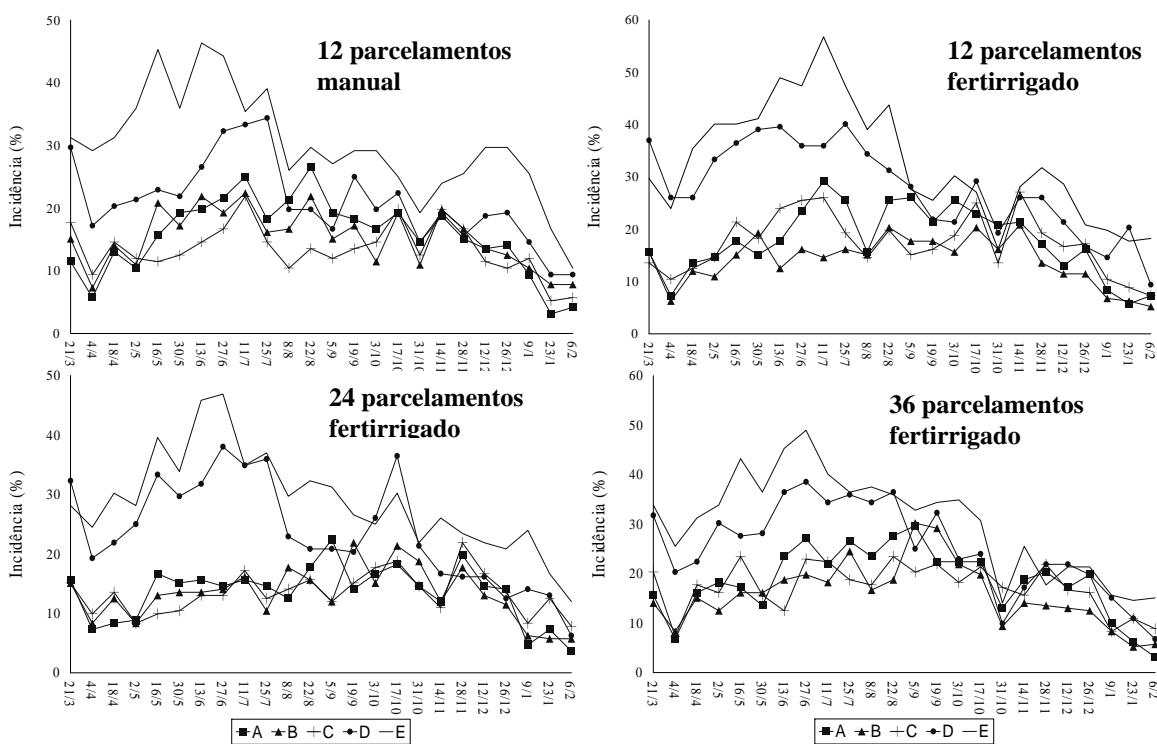 12 parcelamentos
manual
Incidência (%)
50
40
30
20
10
0
21/3 4/4 18/4 2/5 16/5 30/5 13/6 27/6 11/7 25/7 8/8 22/8 5/9 19/9 3/10 17/10 31/10 14/11 28/11 12/12 26/12 9/1 23/1 6/2
12 parcelamentos
fertirrigado
Incidência (%)
60
50
40
30
20
10
0
21/3 4/4 18/4 2/5 16/5 30/5 13/6 27/6 11/7 25/7 8/8 22/8 5/9 19/9 3/10 17/10 31/10 14/11 28/11 12/12 26/12 9/1 23/1 6/2
24 parcelamentos
fertirrigado
Incidência (%)
50
40
30
20
10
0
21/3 4/4 18/4 2/5 16/5 30/5 13/6 27/6 11/7 25/7 8/8 22/8 5/9 19/9 3/10 17/10 31/10 14/11 28/11 12/12 26/12 9/1 23/1 6/2
A B C D E
36 parcelamentos
fertirrigado
Incidência (%)
60
50
40
30
20
10
0
21/3 4/4 18/4 2/5 16/5 30/5 13/6 27/6 11/7 25/7 8/8 22/8 5/9 19/9 3/10 17/10 31/10 14/11 28/11 12/12 26/12 9/1 23/1 6/2
A B C D E